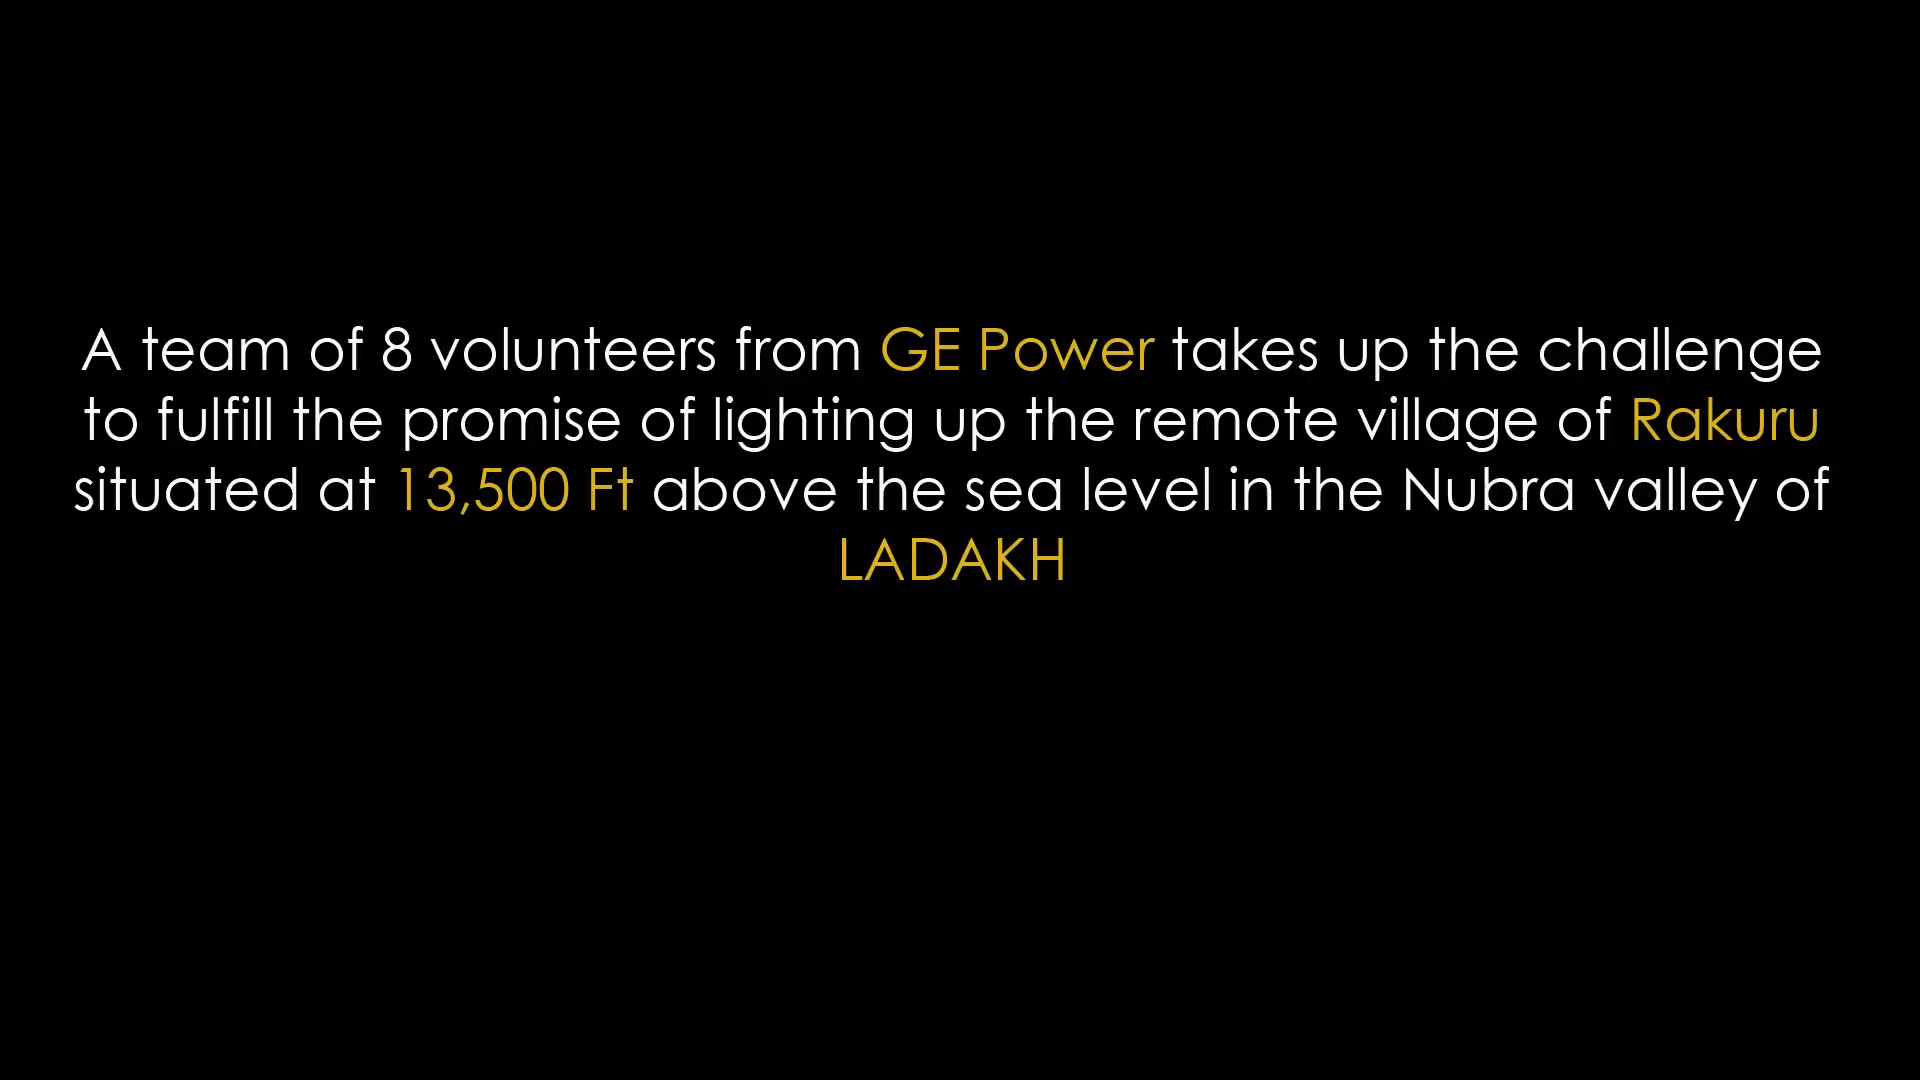 A team of 8 volunteers from GE Power takes up the challenge
to fulfill the promise of lighting up the remote village of Rakuru
situated at 13,500 Ft above the sea level in the Nubra valley of
LADAKH